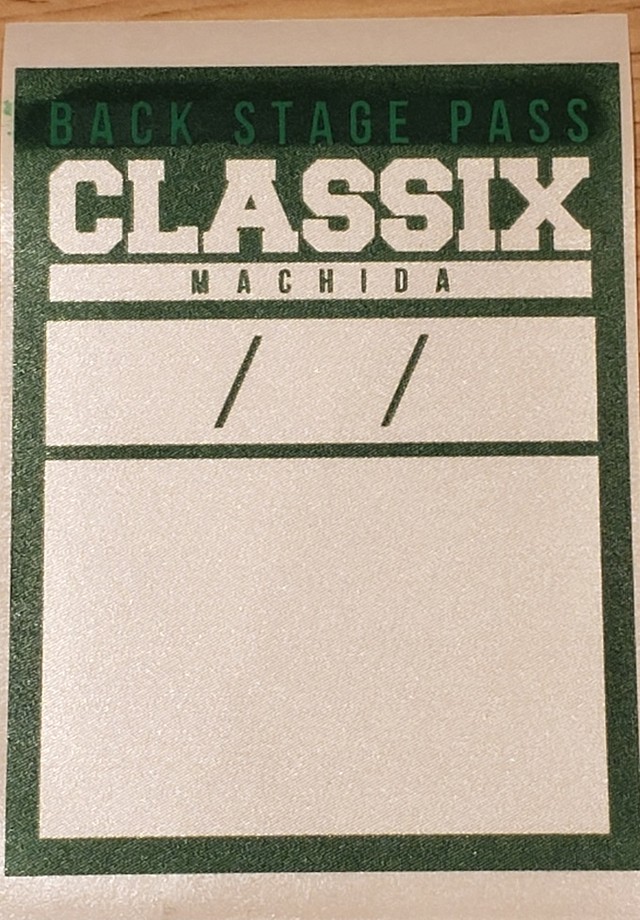 BACK STAGE PASS
CLASSIX
MACHIDA
/ /